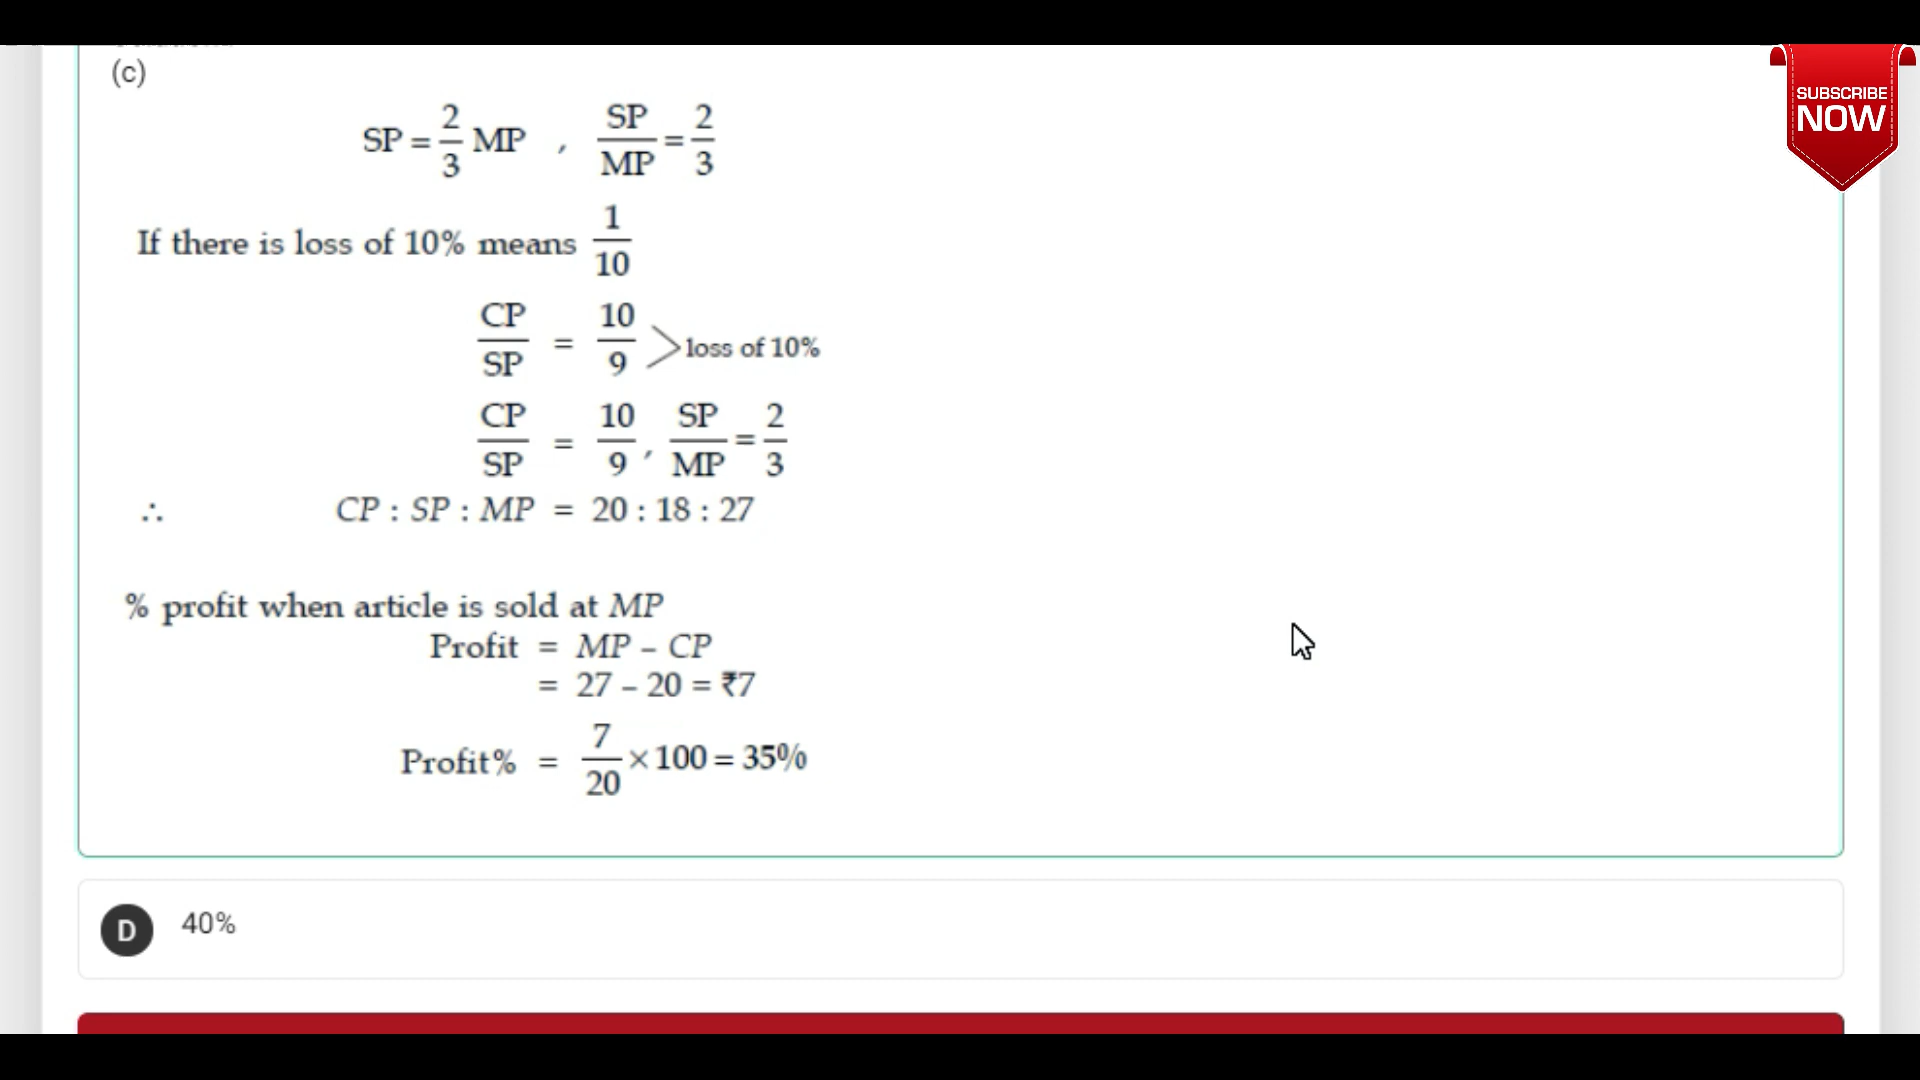 (c)
SP = 2/3 MP , SP/MP = 2/3
If there is loss of 10% means 1/10
CP/SP = 10/9 > loss of 10%
CP/SP = 10/9 , SP/MP = 2/3
∴ CP : SP : MP = 20 : 18 : 27
% profit when article is sold at MP
Profit = MP – CP
= 27 – 20 = ₹7
Profit% = 7/20 × 100 = 35%
D 40%
SUBSCRIBE
NOW